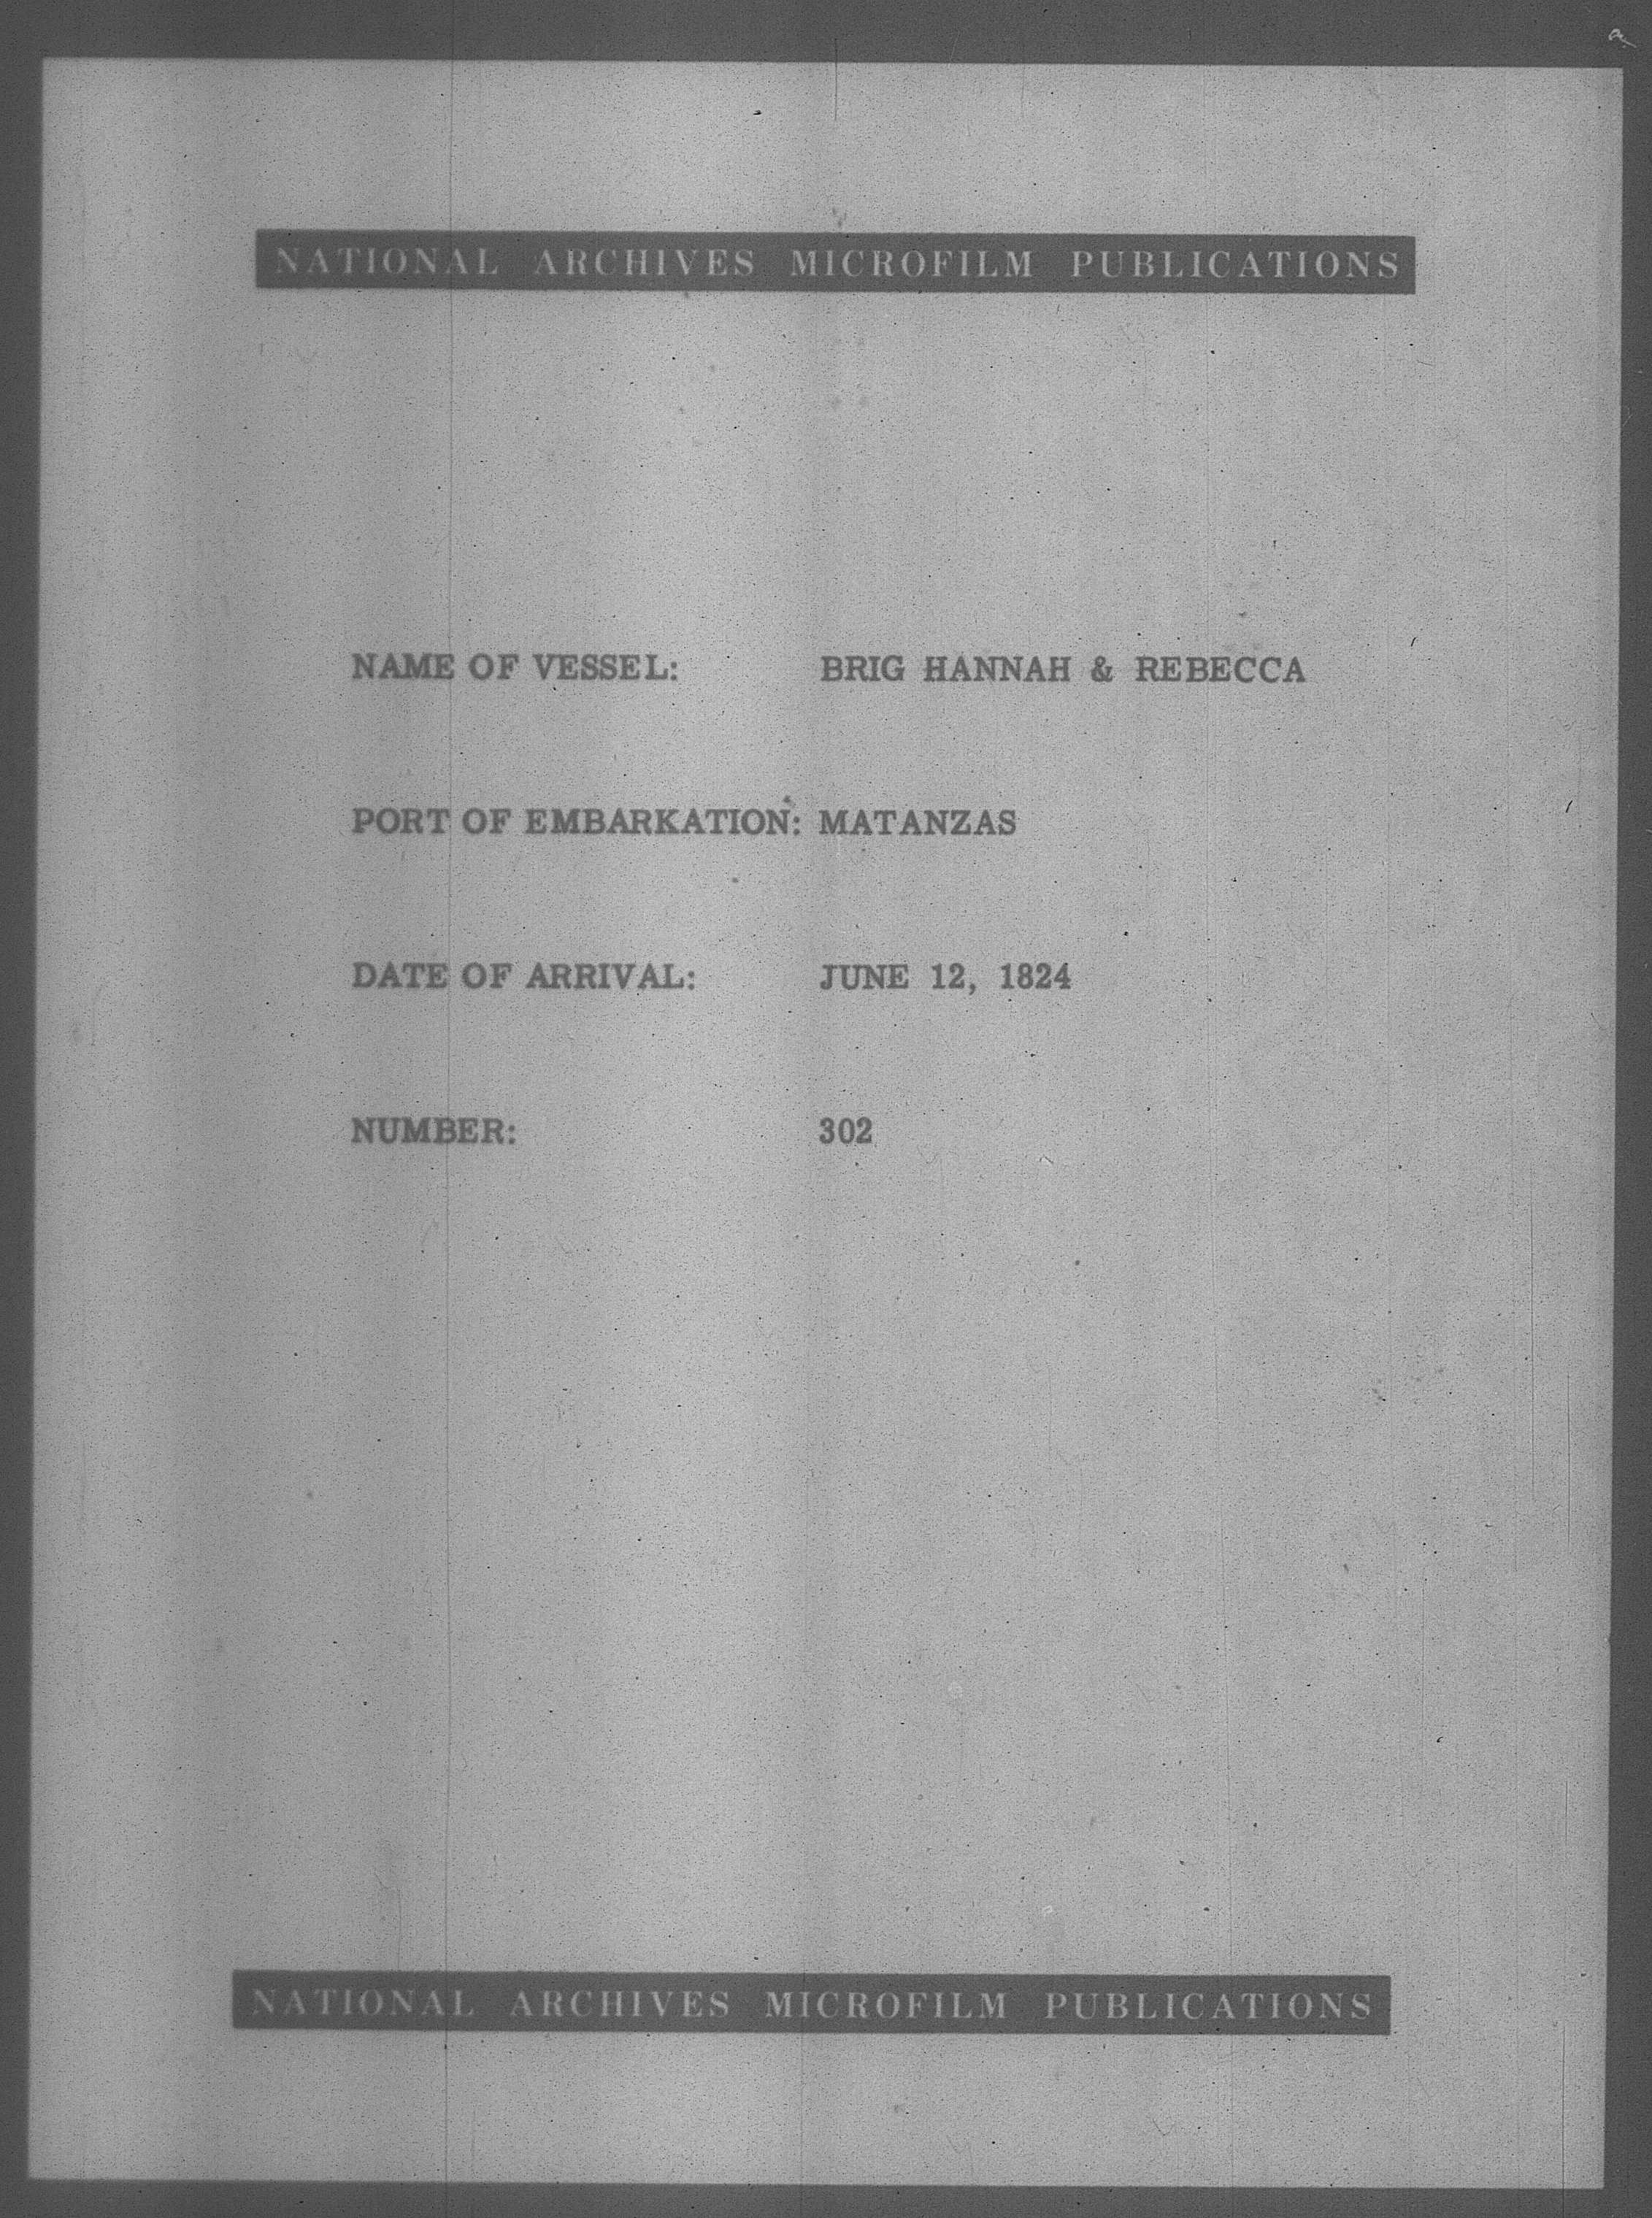 NATIONAL ARCHIVES MICROFILM PUBLICATIONS
NAME OF VESSEL: BRIG HANNAH & REBECCA
PORT OF EMBARKATION: MATANZAS
DATE OF ARRIVAL: JUNE 12, 1824
NUMBER: 302
NATIONAL ARCHIVES MICROFILM PUBLICATIONS